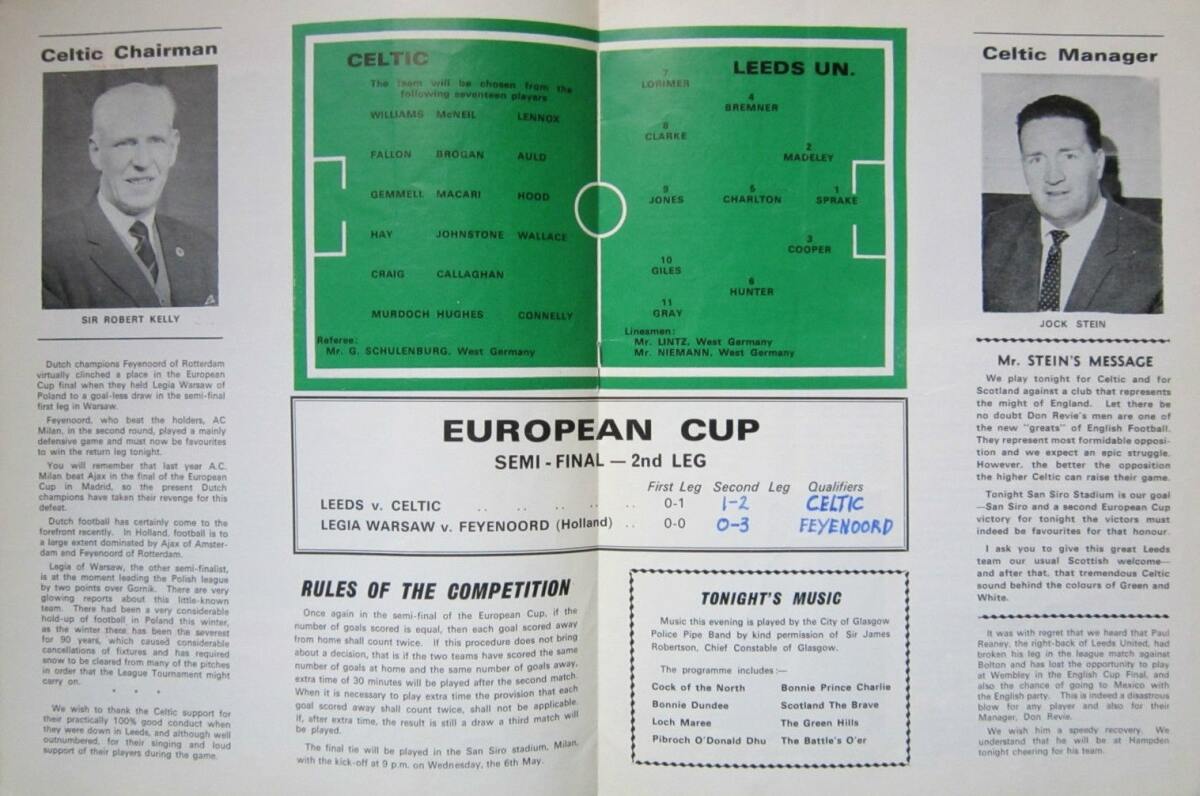 Celtic Chairman
SIR ROBERT KELLY
Dutch champions Feyenoord of Rotterdam
virtually clinched a place in the European
Cup final when they held Legia Warsaw of
Poland to a goal-less draw in the semi-final
first leg in Warsaw.
Feyenoord, who beat the holders, AC
Milan, in the second round, played a mainly
defensive game and must now be favourites
to win the return leg tonight.
You will remember that last year A.C.
Milan beat Ajax in the final of the European
Cup in Madrid, so the present Dutch
champions have taken their revenge for this
defeat.
Dutch football has certainly come to the
forefront recently. In Holland, football is to
a large extent dominated by Ajax of Amster-
dam and Feyenoord of Rotterdam.
Legia of Warsaw, the other semi-finalist,
is at the moment leading the Polish league
by two points over Gornik. There are very
glowing reports about this little-known
team. There had been a very considerable
hold-up of football in Poland this winter,
as the winter there has been the severest
for 90 years, which caused considerable
cancellations of fixtures and has required
snow to be cleared from many of the pitches
in order that the League Tournament might
carry on.
* * *
We wish to thank the Celtic support for
their practically 100% good conduct when
they were down in Leeds, and although well
outnumbered, for their singing and loud
support of their players during the game.
CELTIC
The team will be chosen from the
following seventeen players
WILLIAMS McNEIL LENNOX
FALLON BROGAN AULD
GEMMELL MACARI HOOD
HAY JOHNSTONE WALLACE
CRAIG CALLAGHAN
MURDOCH HUGHES CONNELLY
Referee:
Mr. G. SCHULENBURG, West Germany
LEEDS UN.
7
LORIMER
4
BREMNER
8
CLARKE
2
MADELEY
9
JONES
5
CHARLTON
1
SPRAKE
3
COOPER
10
GILES
6
HUNTER
11
GRAY
Linesmen:
Mr. LINTZ, West Germany
Mr. NIEMANN, West Germany
EUROPEAN CUP
SEMI-FINAL — 2nd LEG
First Leg Second Leg Qualifiers
LEEDS v. CELTIC .. .. .. .. .. 0-1 1-2 CELTIC
LEGIA WARSAW v. FEYENOORD (Holland) .. 0-0 0-3 FEYENOORD
RULES OF THE COMPETITION
Once again in the semi-final of the European Cup, if the
number of goals scored is equal, then each goal scored away
from home shall count twice. If this procedure does not bring
about a decision, that is if the two teams have scored the same
number of goals at home and the same number of goals away,
extra time of 30 minutes will be played after the second match.
When it is necessary to play extra time the provision that each
goal scored away shall count twice, shall not be applicable.
If, after extra time, the result is still a draw a third match will
be played.
The final tie will be played in the San Siro stadium, Milan,
with the kick-off at 9 p.m. on Wednesday, the 6th May.
TONIGHT'S MUSIC
Music this evening is played by the City of Glasgow
Police Pipe Band by kind permission of Sir James
Robertson, Chief Constable of Glasgow.
The programme includes :—
Cock of the North Bonnie Prince Charlie
Bonnie Dundee Scotland The Brave
Loch Maree The Green Hills
Pibroch O'Donald Dhu The Battle's O'er
Celtic Manager
JOCK STEIN
Mr. STEIN'S MESSAGE
We play tonight for Celtic and for
Scotland against a club that represents
the might of England. Let there be
no doubt Don Revie's men are one of
the new "greats" of English Football.
They represent most formidable opposi-
tion and we expect an epic struggle.
However, the better the opposition
the higher Celtic can raise their game.
Tonight San Siro Stadium is our goal
—San Siro and a second European Cup
victory for tonight the victors must
indeed be favourites for that honour.
I ask you to give this great Leeds
team our usual Scottish welcome—
and after that, that tremendous Celtic
sound behind the colours of Green and
White.
It was with regret that we heard that Paul
Reaney, the right-back of Leeds United, had
broken his leg in the league match against
Bolton and has lost the opportunity to play
at Wembley in the English Cup Final, and
also the chance of going to Mexico with
the English party. This is indeed a disastrous
blow for any player and also for their
Manager, Don Revie.
We wish him a speedy recovery. We
understand that he will be at Hampden
tonight cheering for his team.